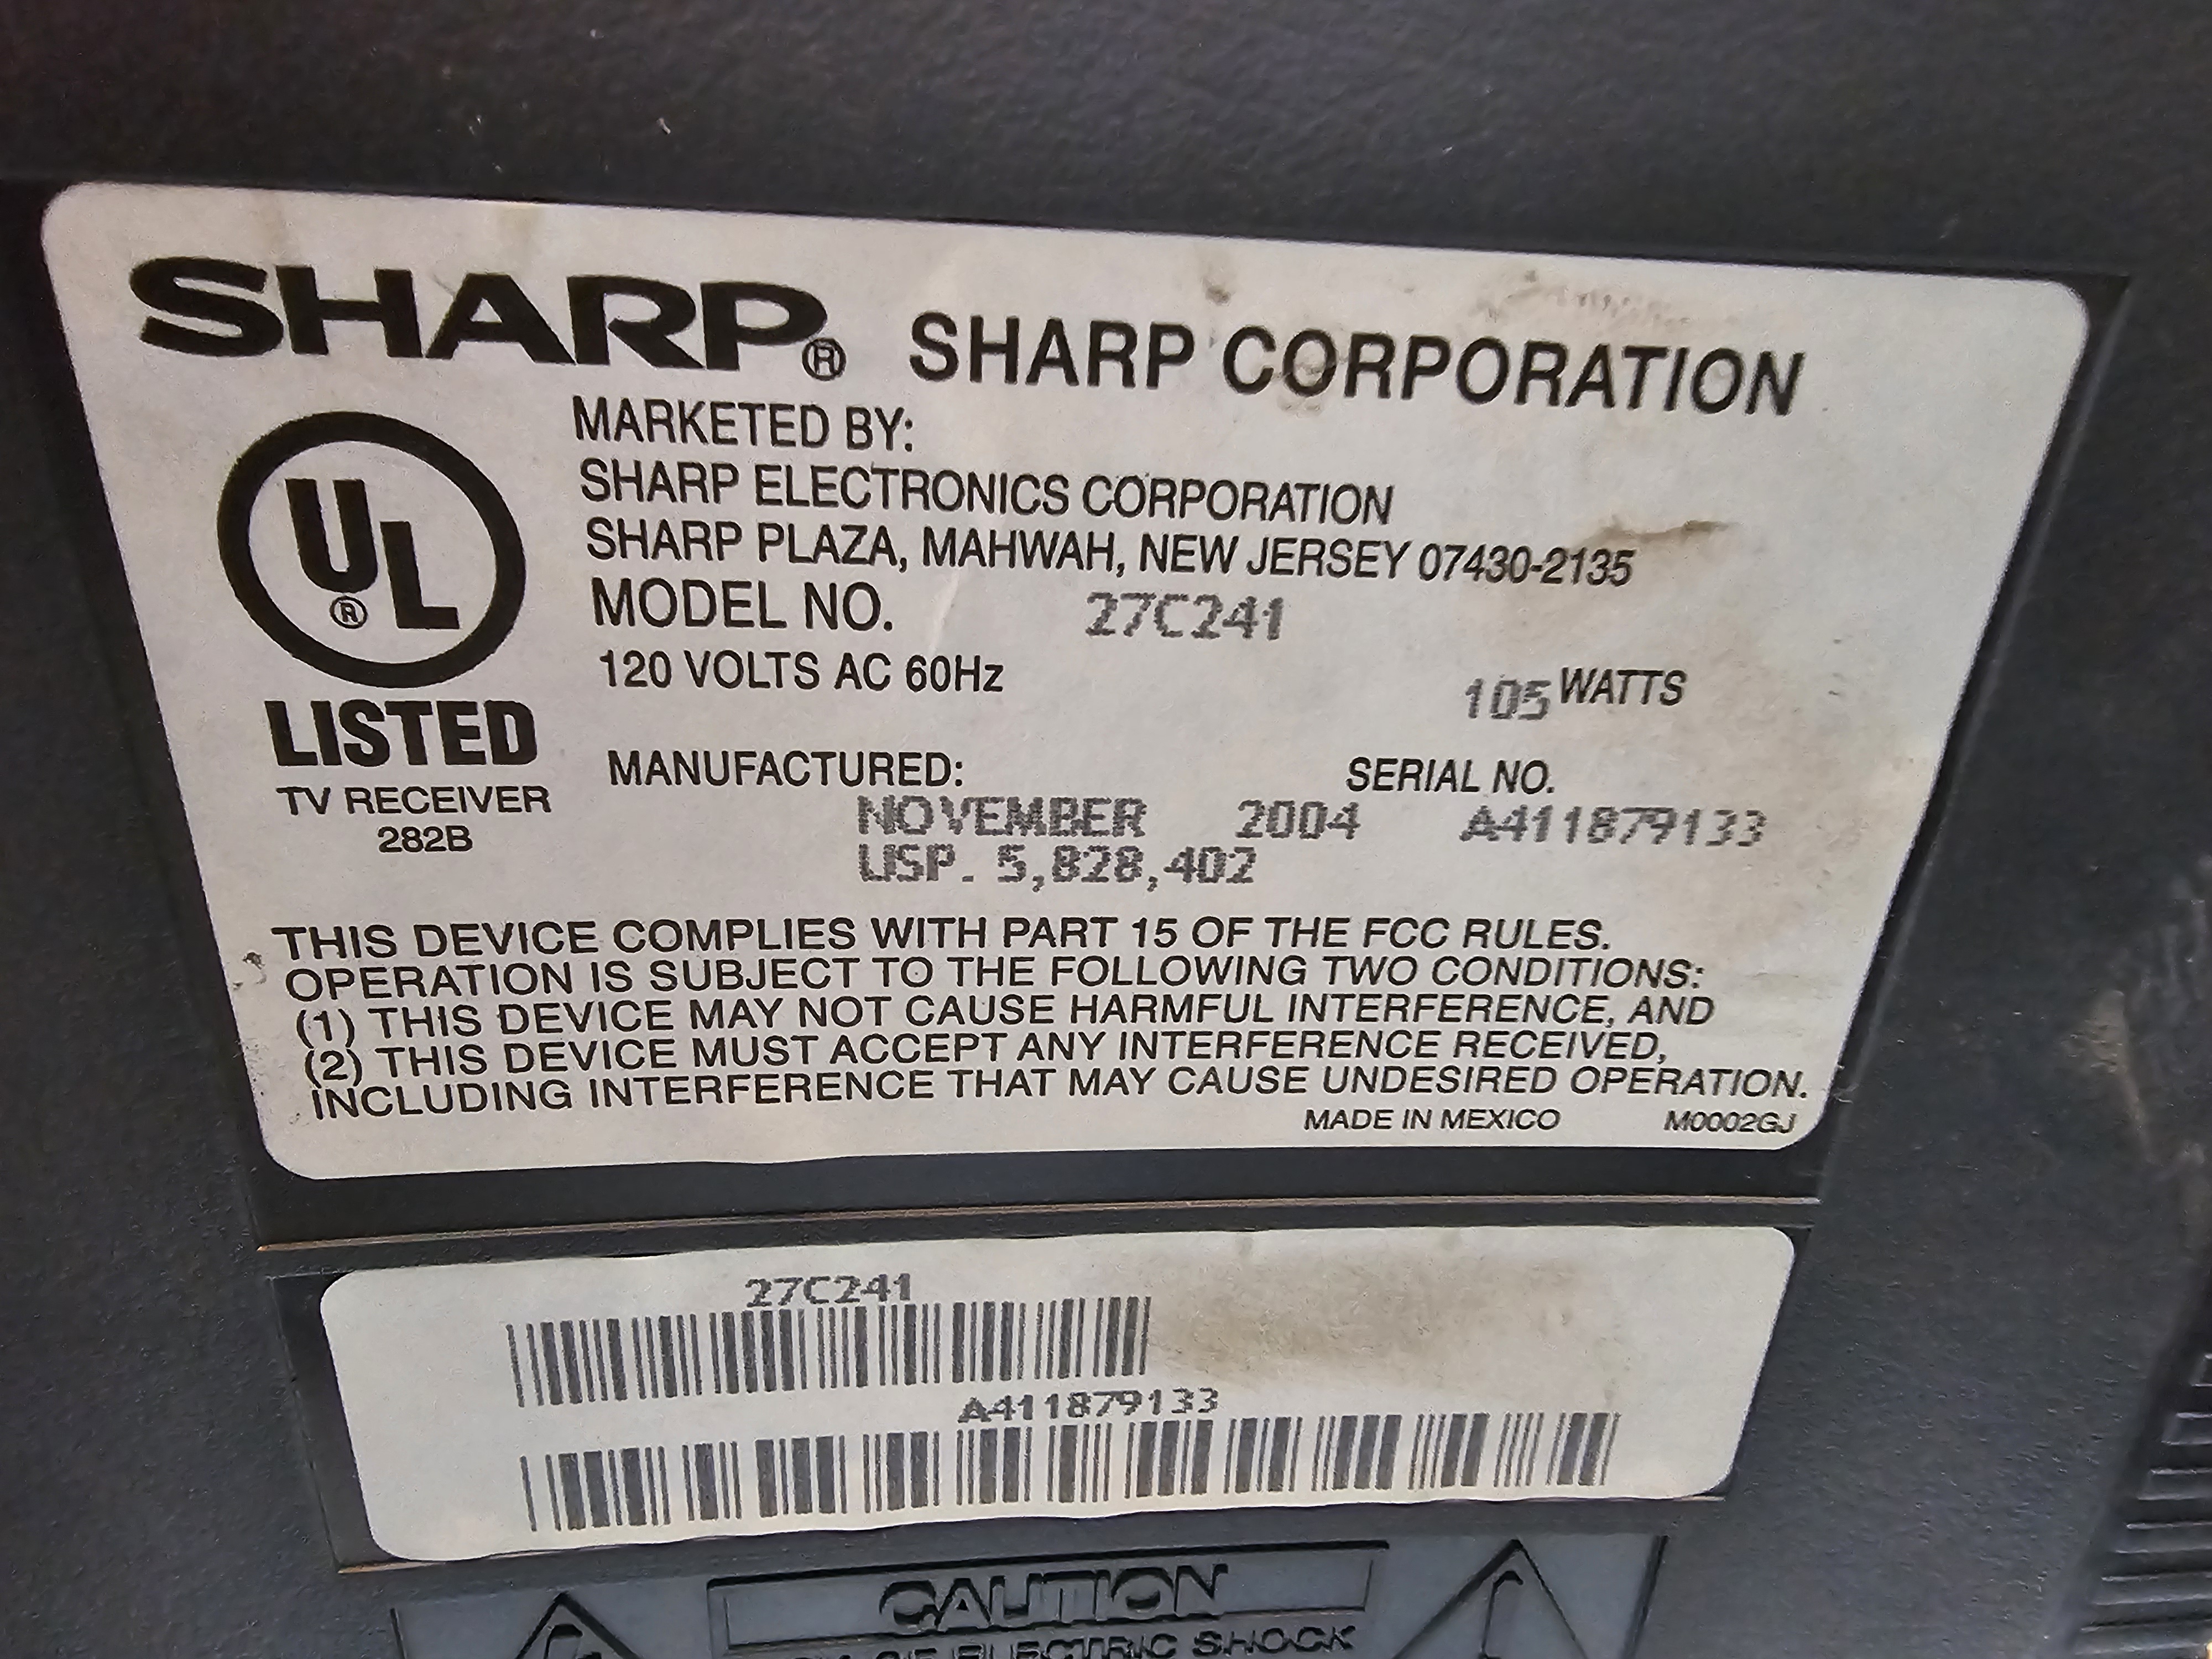 SHARP® SHARP CORPORATION
MARKETED BY:
SHARP ELECTRONICS CORPORATION
SHARP PLAZA, MAHWAH, NEW JERSEY 07430-2135
MODEL NO. 27C241
120 VOLTS AC 60Hz 105 WATTS
UL®
LISTED
TV RECEIVER
282B
MANUFACTURED: SERIAL NO.
NOVEMBER 2004 A411879133
USP. 5,828,402
THIS DEVICE COMPLIES WITH PART 15 OF THE FCC RULES.
OPERATION IS SUBJECT TO THE FOLLOWING TWO CONDITIONS:
(1) THIS DEVICE MAY NOT CAUSE HARMFUL INTERFERENCE, AND
(2) THIS DEVICE MUST ACCEPT ANY INTERFERENCE RECEIVED,
INCLUDING INTERFERENCE THAT MAY CAUSE UNDESIRED OPERATION.
MADE IN MEXICO M0002GJ
27C241
A411879133
CAUTION
OF ELECTRIC SHOCK